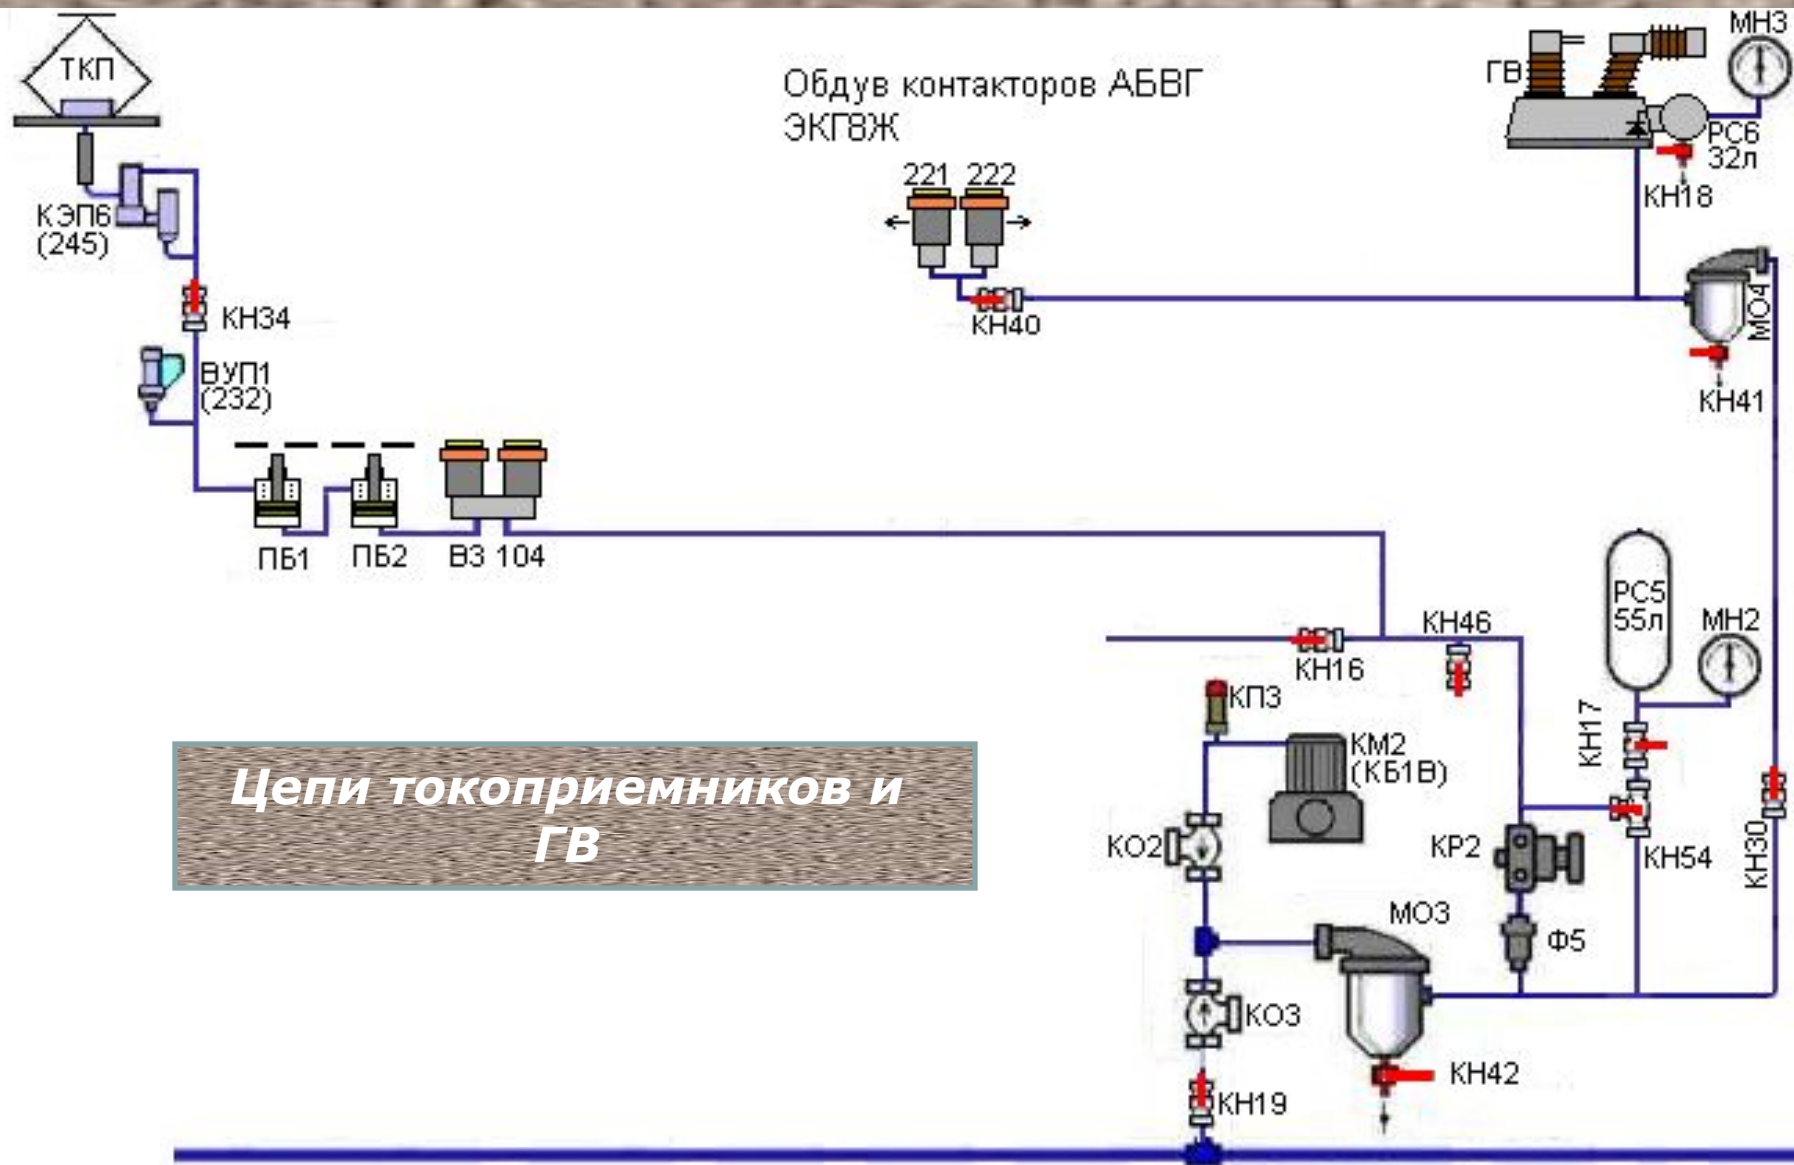 ТКП
КЭП6
(245)
КН34
ВУП1
(232)
ПБ1
ПБ2
ВЗ 104
Обдув контакторов АБВГ
ЭКГ8Ж
221
222
КН40
ГВ
МН3
РС6
32л
КН18
МО4
КН41
РС5
55л
МН2
КН46
КН16
КН17
КП3
КМ2
(КБ1В)
КО2
КР2
КН54
КН30
МО3
Ф5
КО3
КН42
КН19
Цепи токоприемников и
ГВ